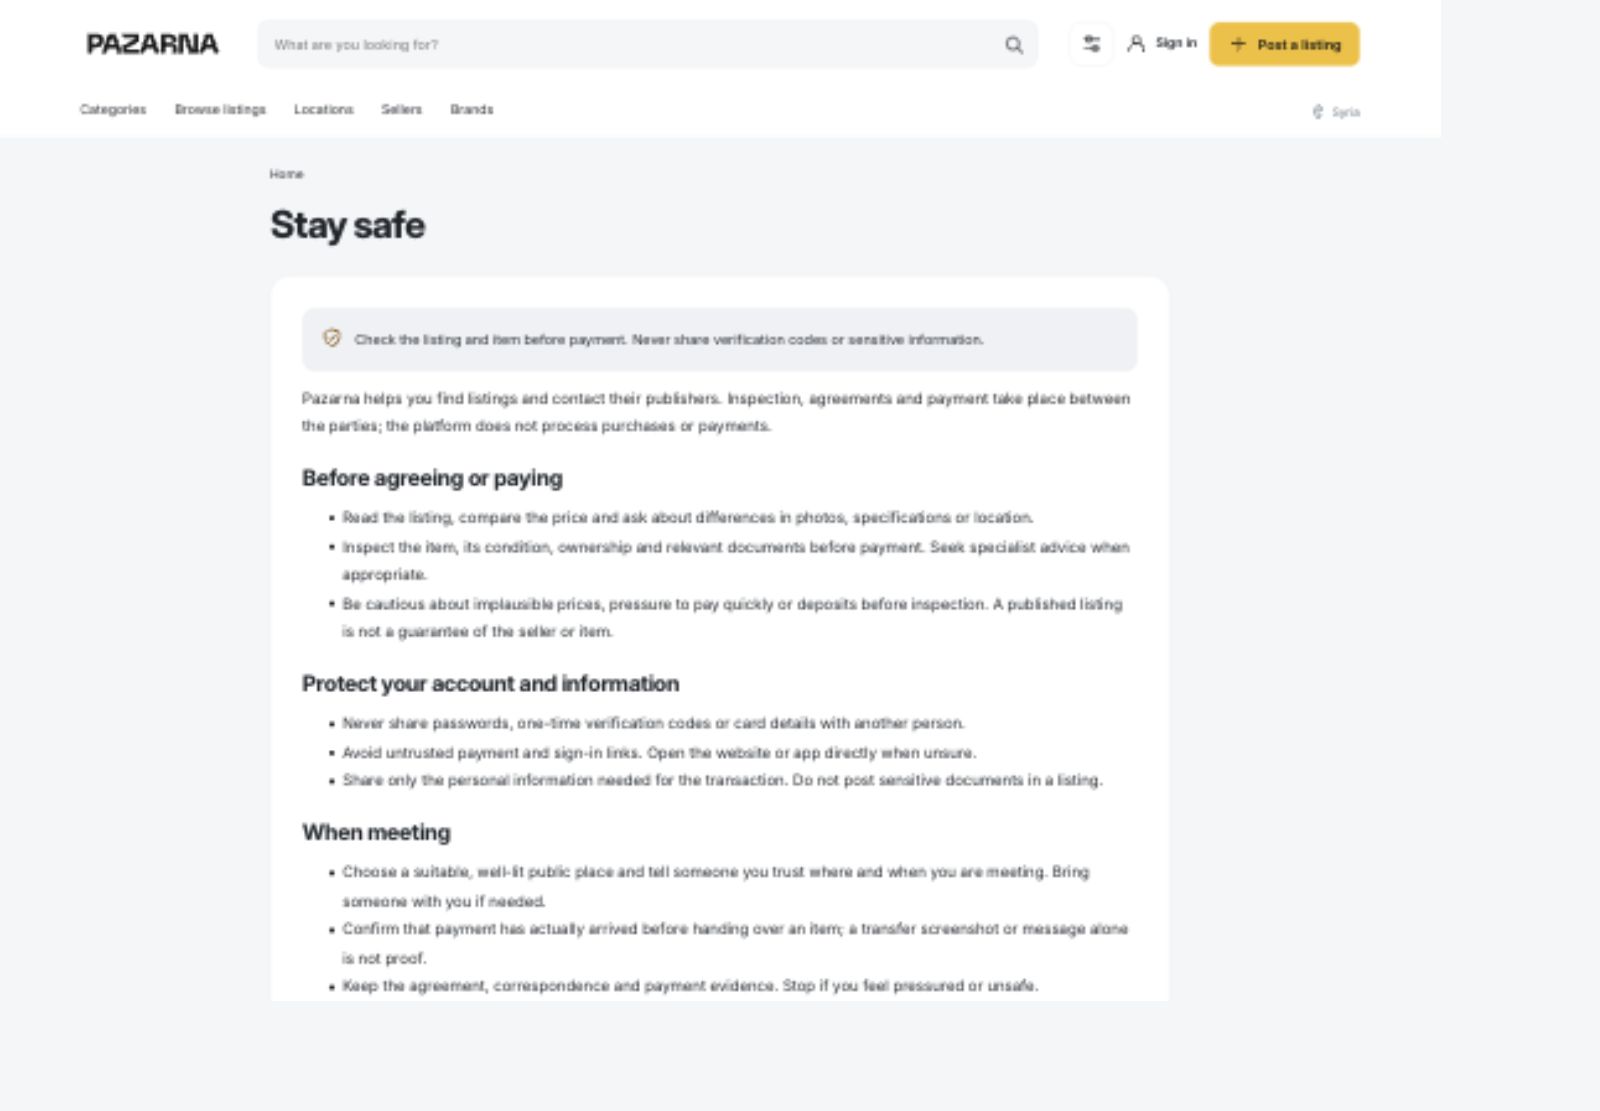 PAZARNA
What are you looking for?
Sign in
Post a listing
Categories
Browse listings
Locations
Sellers
Brands
Syria
Home
Stay safe
Check the listing and item before payment. Never share verification codes or sensitive information.
Pazarna helps you find listings and contact their publishers. Inspection, agreements and payment take place between
the parties; the platform does not process purchases or payments.
Before agreeing or paying
• Read the listing, compare the price and ask about differences in photos, specifications or location.
• Inspect the item, its condition, ownership and relevant documents before payment. Seek specialist advice when
appropriate.
• Be cautious about implausible prices, pressure to pay quickly or deposits before inspection. A published listing
is not a guarantee of the seller or item.
Protect your account and information
• Never share passwords, one-time verification codes or card details with another person.
• Avoid untrusted payment and sign-in links. Open the website or app directly when unsure.
• Share only the personal information needed for the transaction. Do not post sensitive documents in a listing.
When meeting
• Choose a suitable, well-lit public place and tell someone you trust where and when you are meeting. Bring
someone with you if needed.
• Confirm that payment has actually arrived before handing over an item; a transfer screenshot or message alone
is not proof.
• Keep the agreement, correspondence and payment evidence. Stop if you feel pressured or unsafe.